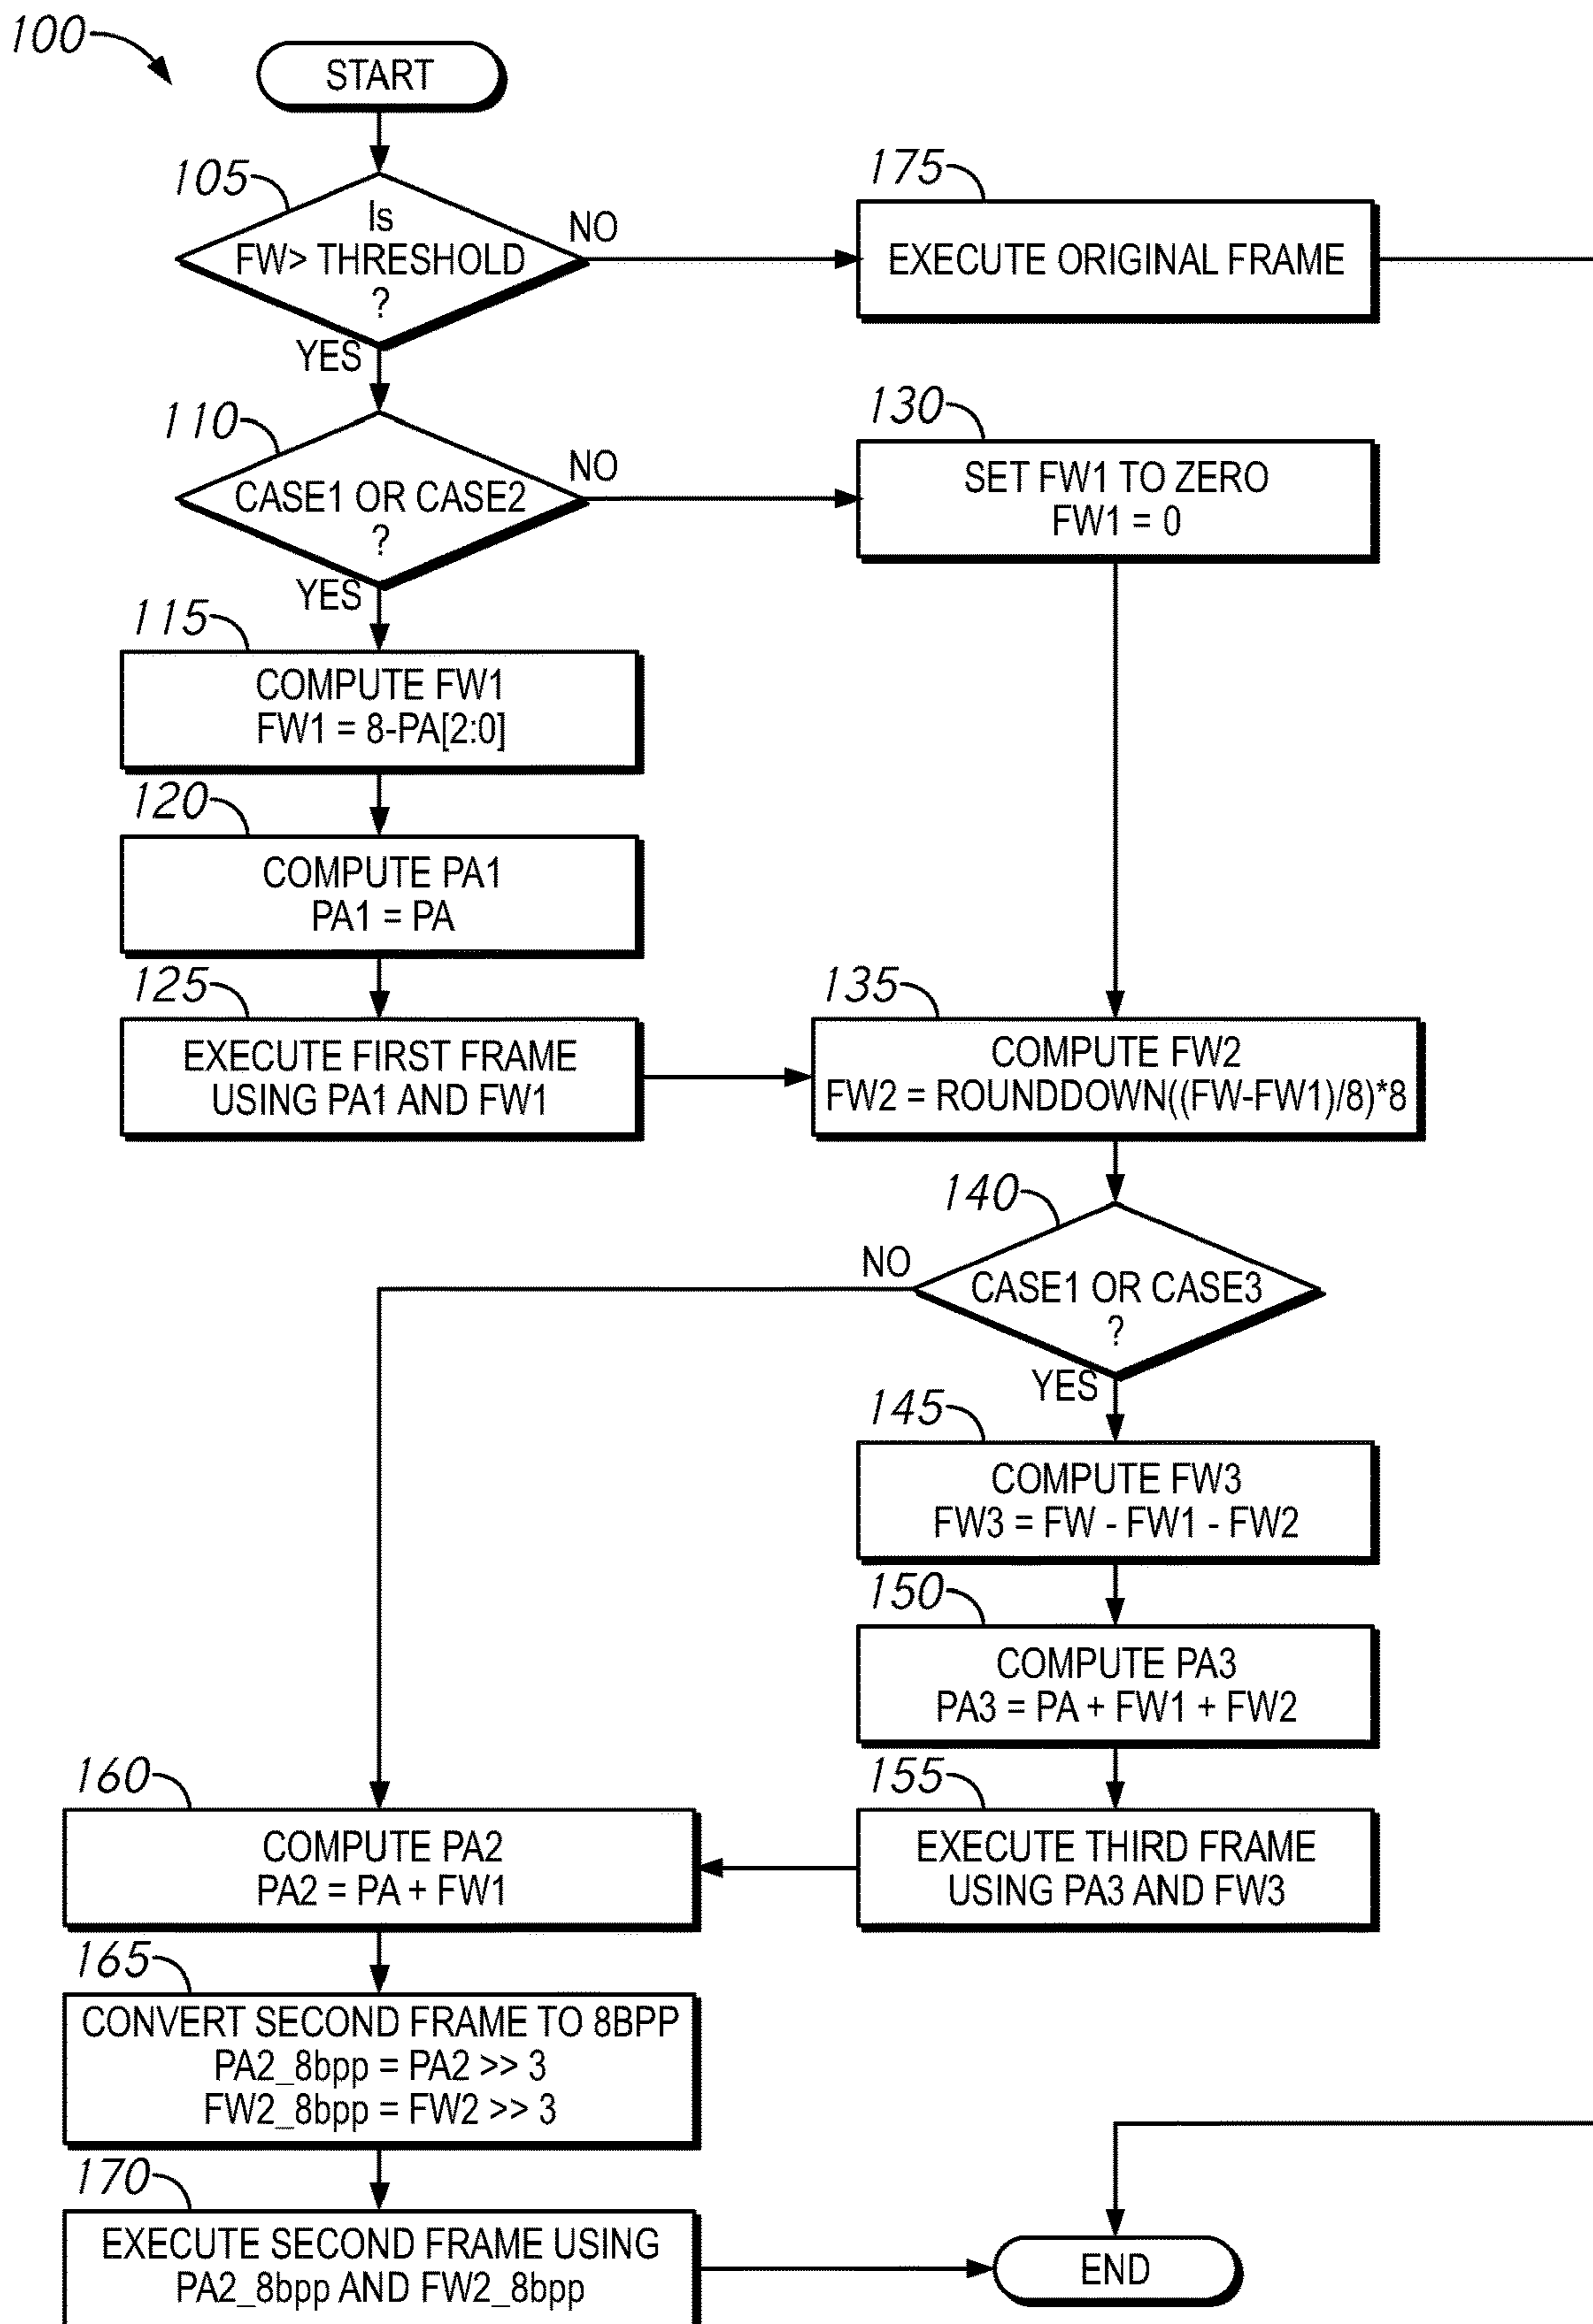 100
START
105
Is
FW> THRESHOLD
?
NO
YES
175
EXECUTE ORIGINAL FRAME
110
CASE1 OR CASE2
?
NO
YES
130
SET FW1 TO ZERO
FW1 = 0
115
COMPUTE FW1
FW1 = 8-PA[2:0]
120
COMPUTE PA1
PA1 = PA
125
EXECUTE FIRST FRAME
USING PA1 AND FW1
135
COMPUTE FW2
FW2 = ROUNDDOWN((FW-FW1)/8)*8
140
CASE1 OR CASE3
?
NO
YES
145
COMPUTE FW3
FW3 = FW - FW1 - FW2
150
COMPUTE PA3
PA3 = PA + FW1 + FW2
155
EXECUTE THIRD FRAME
USING PA3 AND FW3
160
COMPUTE PA2
PA2 = PA + FW1
165
CONVERT SECOND FRAME TO 8BPP
PA2_8bpp = PA2 >> 3
FW2_8bpp = FW2 >> 3
170
EXECUTE SECOND FRAME USING
PA2_8bpp AND FW2_8bpp
END